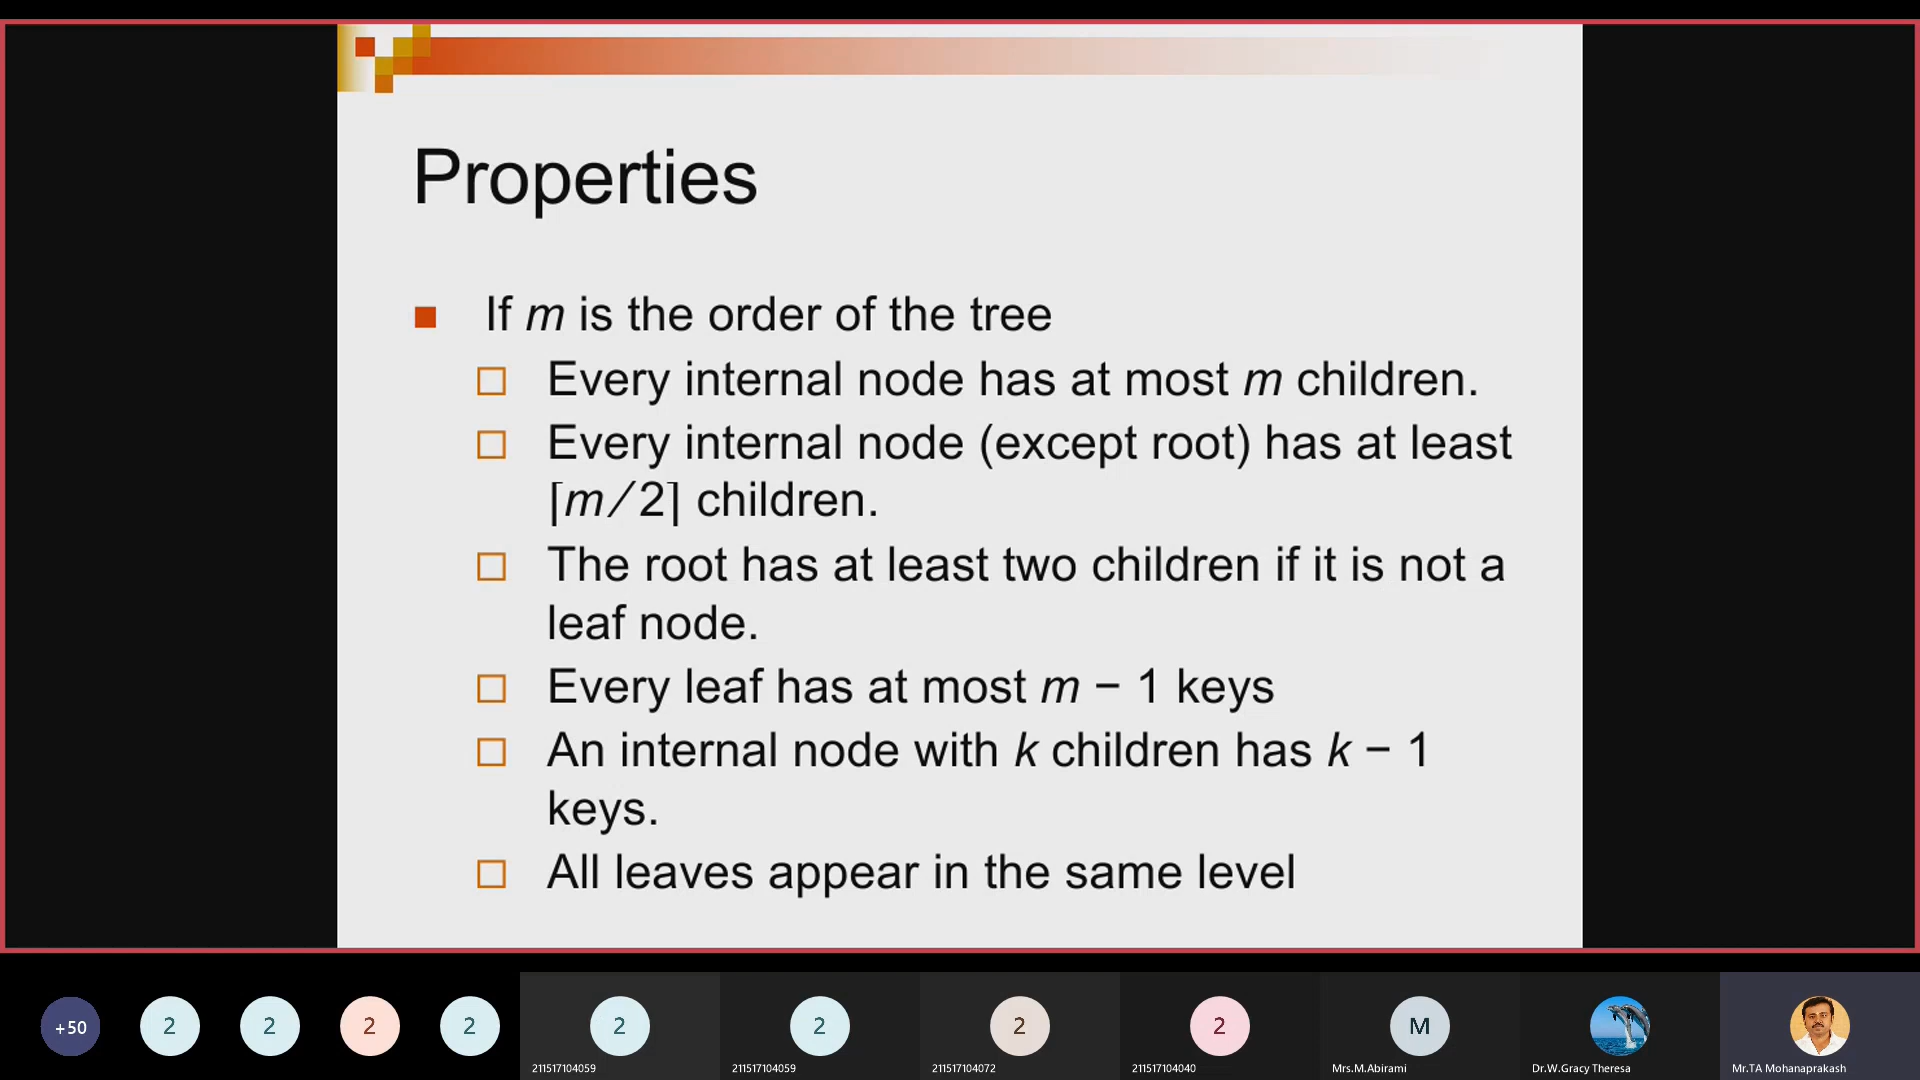 Properties
If m is the order of the tree
Every internal node has at most m children.
Every internal node (except root) has at least
⌈m/2⌉ children.
The root has at least two children if it is not a
leaf node.
Every leaf has at most m − 1 keys
An internal node with k children has k − 1
keys.
All leaves appear in the same level
+50
2
2
2
2
2
2
2
2
M
211517104059
211517104059
211517104072
211517104040
Mrs.M.Abirami
Dr.W.Gracy Theresa
Mr.TA Mohanaprakash